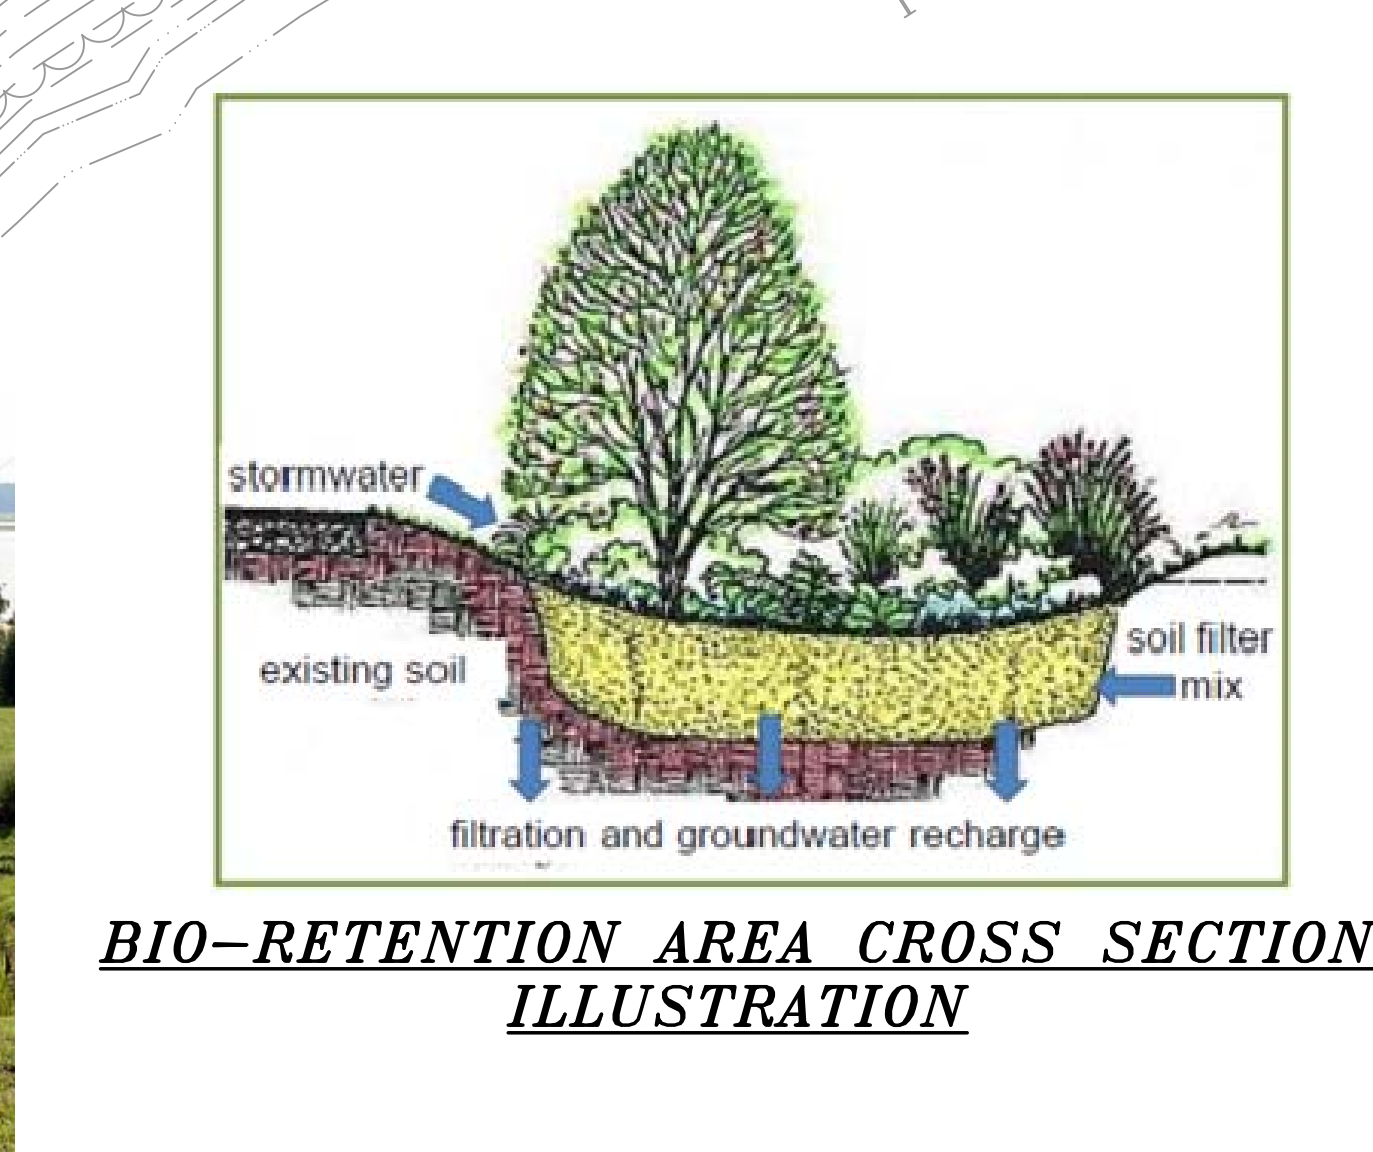 stormwater
existing soil
soil filter
mix
filtration and groundwater recharge
BIO-RETENTION AREA CROSS SECTION
ILLUSTRATION